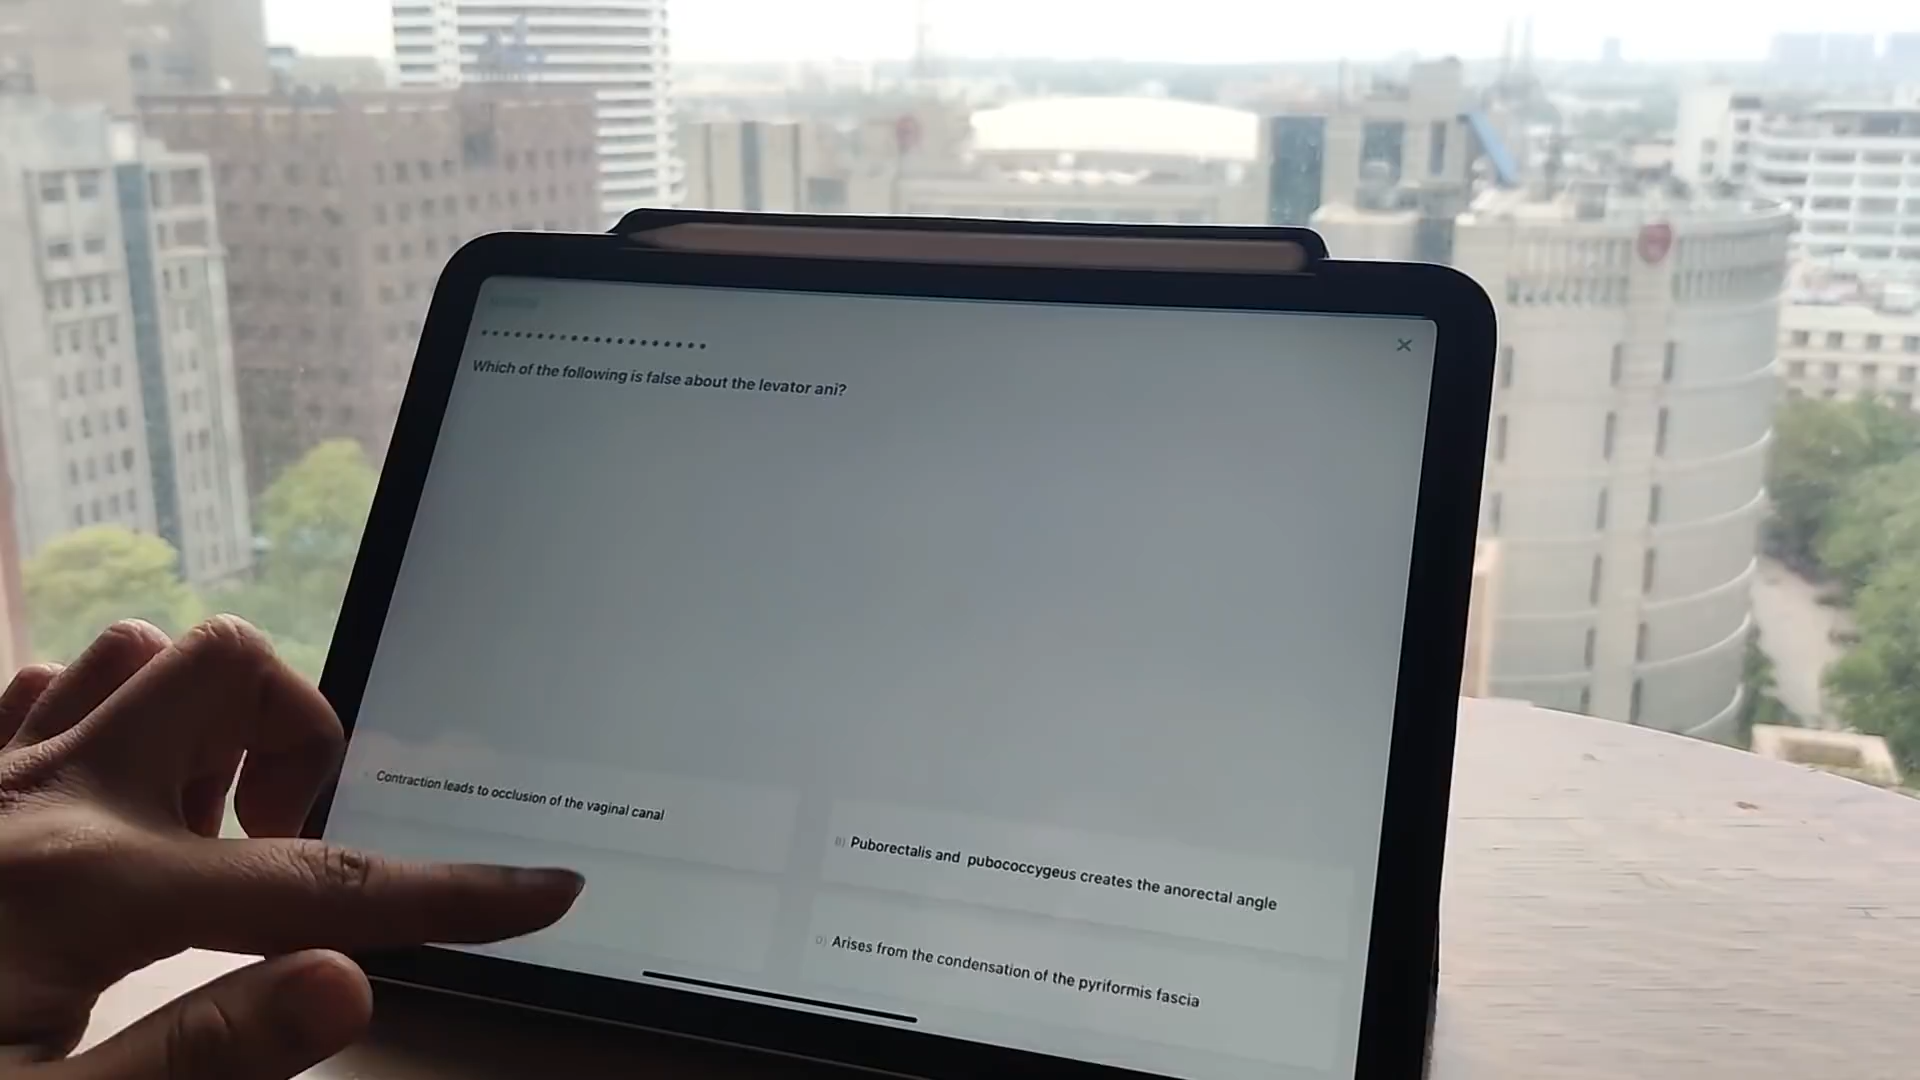 Which of the following is false about the levator ani?
Contraction leads to occlusion of the vaginal canal
B) Puborectalis and pubococcygeus creates the anorectal angle
D) Arises from the condensation of the pyriformis fascia